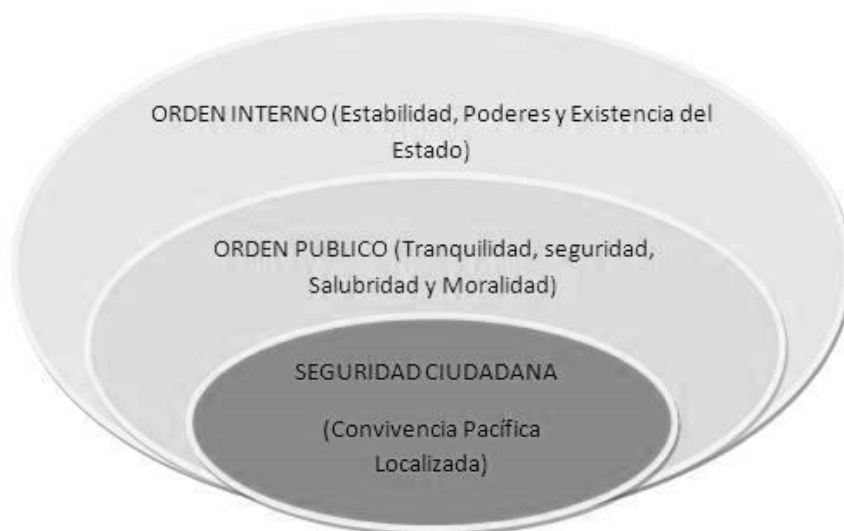 ORDEN INTERNO (Estabilidad, Poderes y Existencia del
Estado)
ORDEN PUBLICO (Tranquilidad, seguridad,
Salubridad y Moralidad)
SEGURIDAD CIUDADANA
(Convivencia Pacífica
Localizada)